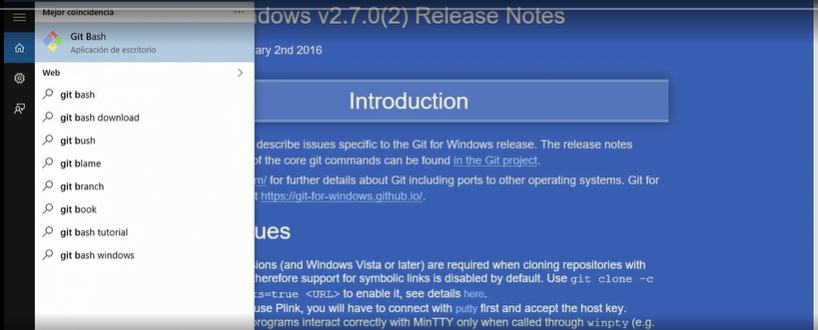 Mejor coincidencia
Git Bash
Aplicación de escritorio
Web
git bash
git bash download
git bush
git blame
git branch
git book
git bash tutorial
git bash windows
dows v2.7.0(2) Release Notes
ary 2nd 2016
Introduction
describe issues specific to the Git for Windows release. The release notes
of the core git commands can be found in the Git project.
m/ for further details about Git including ports to other operating systems. Git for
https://git-for-windows.github.io/.
ues
ions (and Windows Vista or later) are required when cloning repositories with
herefore support for symbolic links is disabled by default. Use git clone -c
ks=true <URL> to enable it, see details here.
use Plink, you will have to connect with putty first and accept the host key.
programs interact correctly with MinTTY only when called through winpty (e.g.